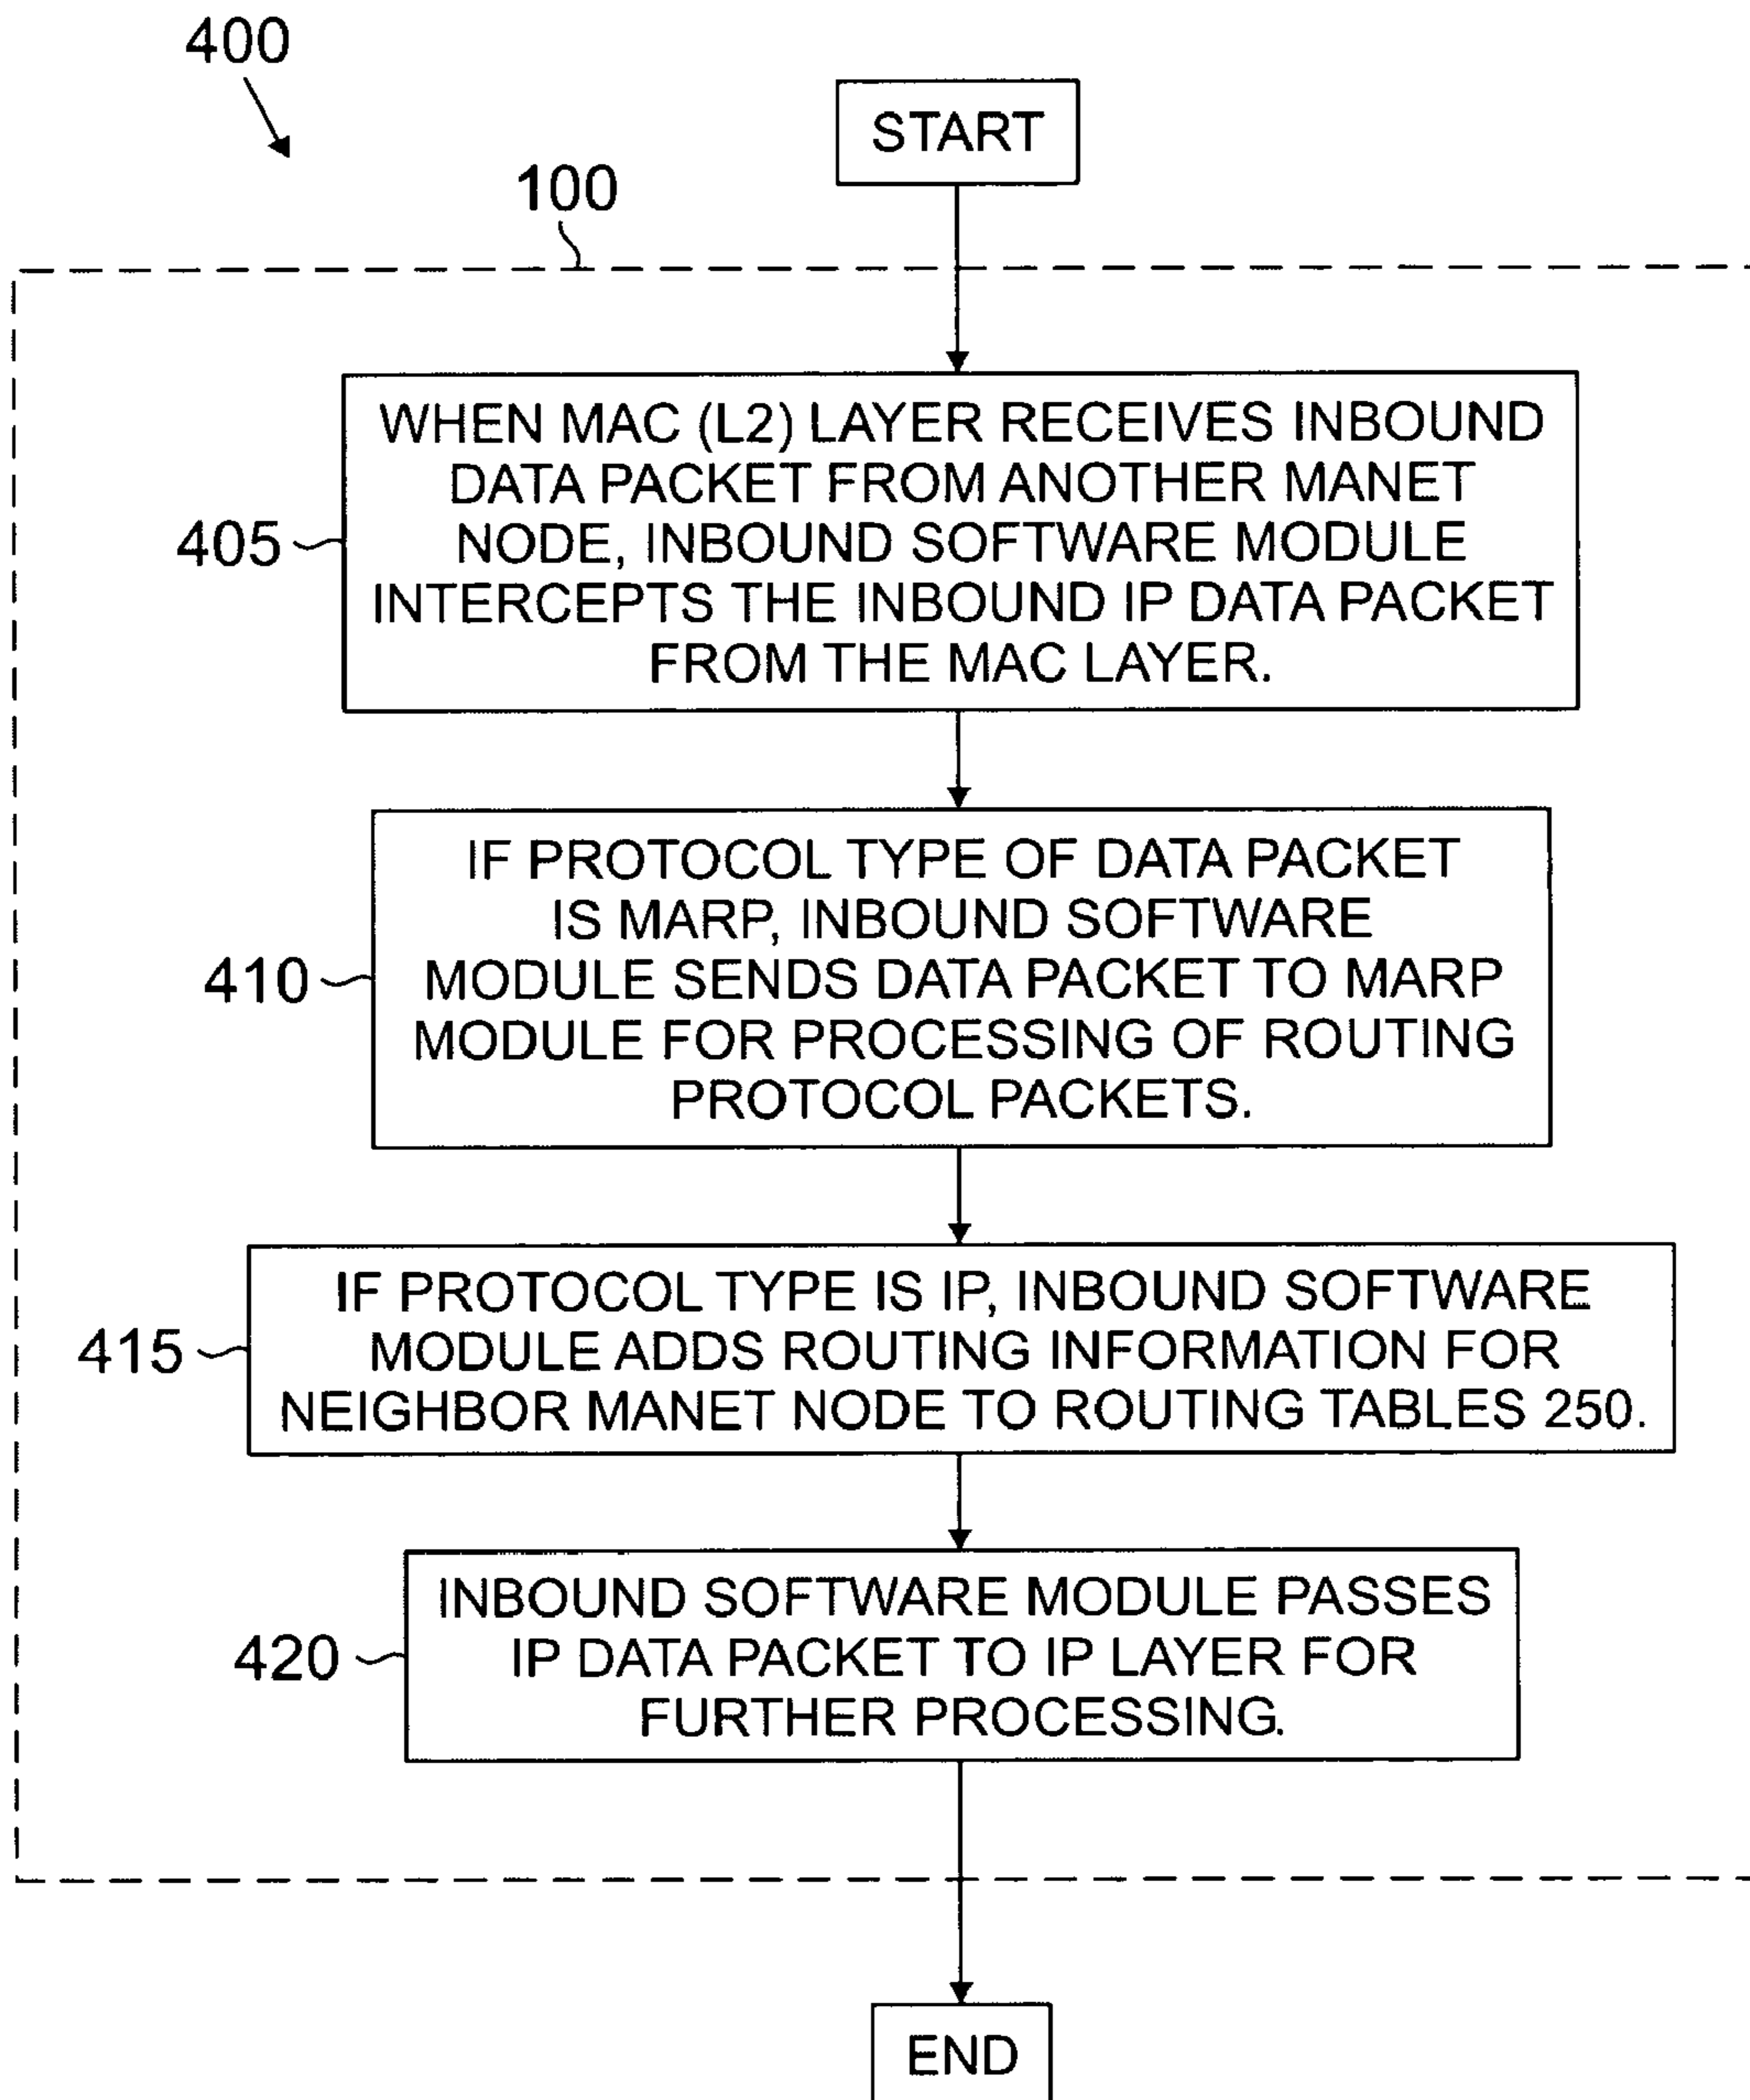 400
START
100
WHEN MAC (L2) LAYER RECEIVES INBOUND
DATA PACKET FROM ANOTHER MANET
NODE, INBOUND SOFTWARE MODULE
INTERCEPTS THE INBOUND IP DATA PACKET
FROM THE MAC LAYER.
405
IF PROTOCOL TYPE OF DATA PACKET
IS MARP, INBOUND SOFTWARE
MODULE SENDS DATA PACKET TO MARP
MODULE FOR PROCESSING OF ROUTING
PROTOCOL PACKETS.
410
IF PROTOCOL TYPE IS IP, INBOUND SOFTWARE
MODULE ADDS ROUTING INFORMATION FOR
NEIGHBOR MANET NODE TO ROUTING TABLES 250.
415
INBOUND SOFTWARE MODULE PASSES
IP DATA PACKET TO IP LAYER FOR
FURTHER PROCESSING.
420
END